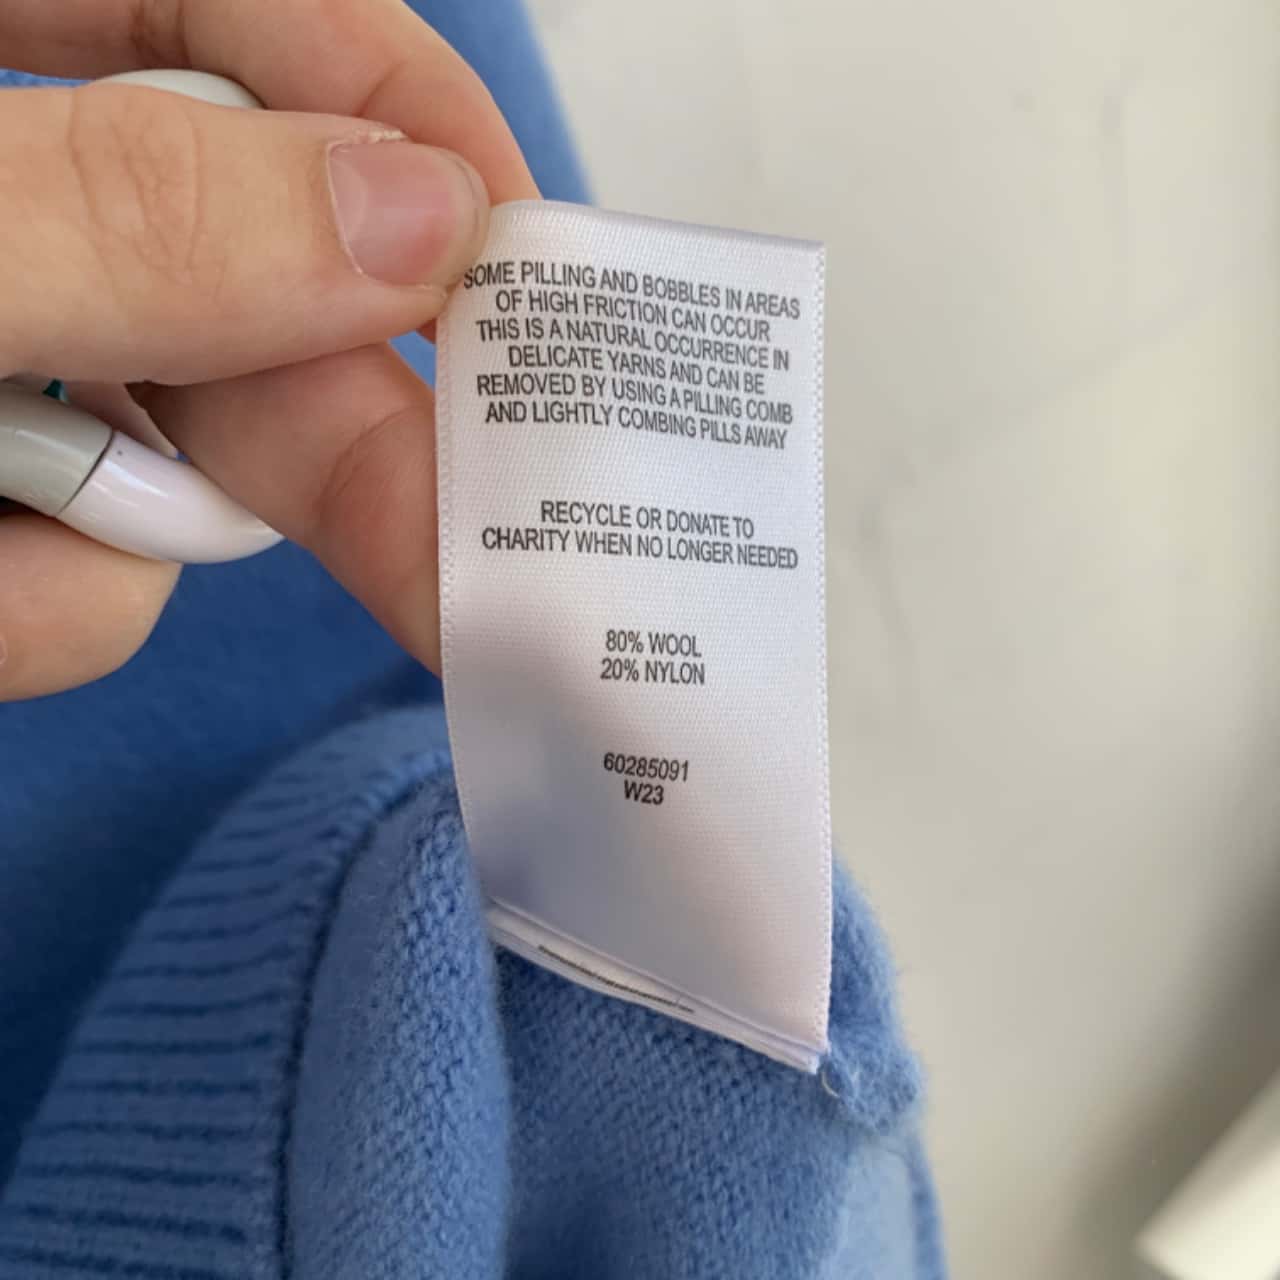 SOME PILLING AND BOBBLES IN AREAS
OF HIGH FRICTION CAN OCCUR
THIS IS A NATURAL OCCURRENCE IN
DELICATE YARNS AND CAN BE
REMOVED BY USING A PILLING COMB
AND LIGHTLY COMBING PILLS AWAY
RECYCLE OR DONATE TO
CHARITY WHEN NO LONGER NEEDED
80% WOOL
20% NYLON
60285091
W23